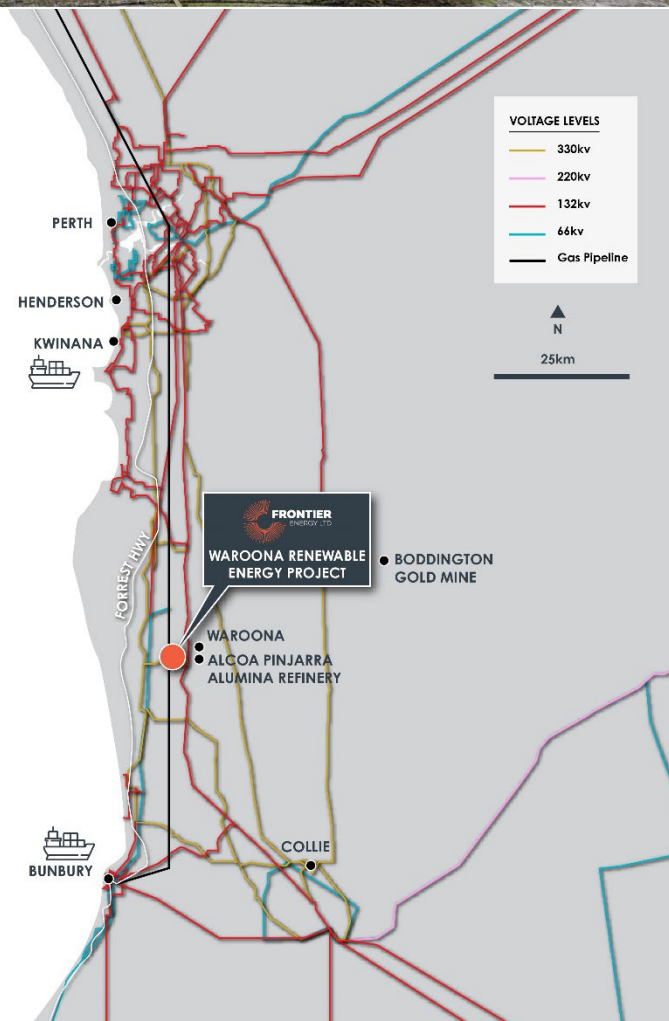 VOLTAGE LEVELS
330kv
220kv
132kv
66kv
Gas Pipeline
N
25km
PERTH
HENDERSON
KWINANA
FORREST HWY
FRONTIER
ENERGY LTD
WAROONA RENEWABLE
ENERGY PROJECT
BODDINGTON
GOLD MINE
WAROONA
ALCOA PINJARRA
ALUMINA REFINERY
COLLIE
BUNBURY